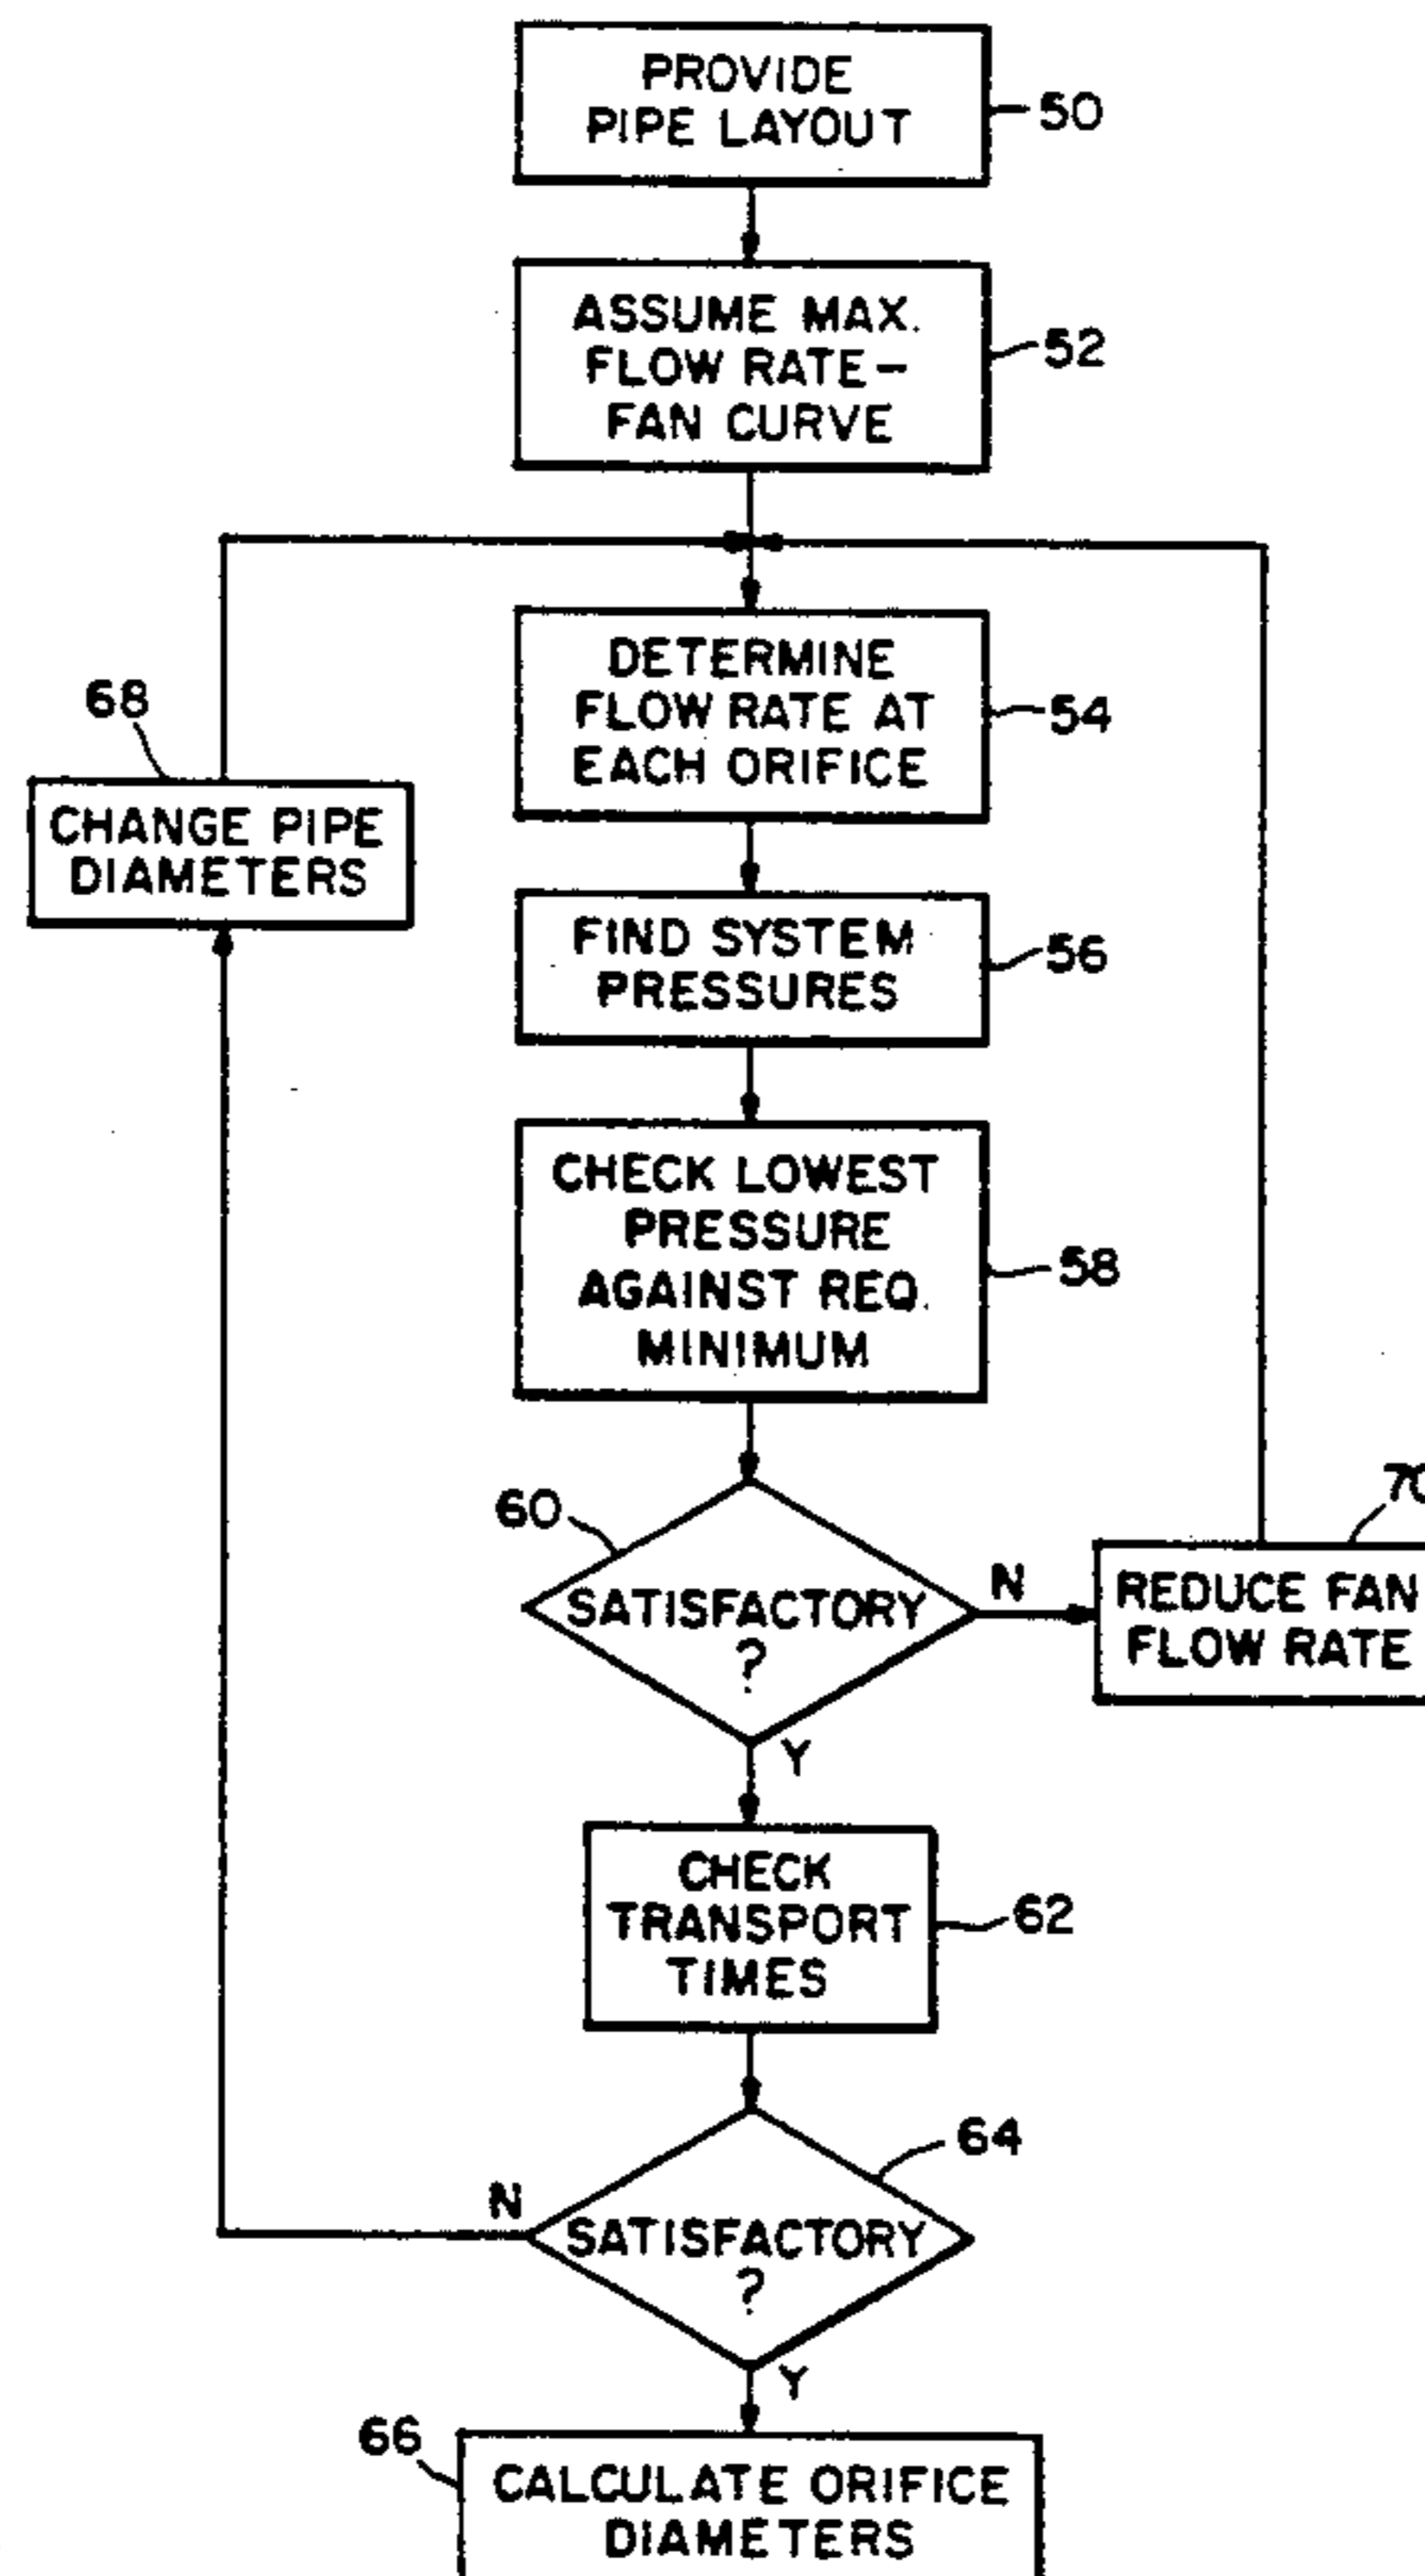 PROVIDE
PIPE LAYOUT
50
ASSUME MAX.
FLOW RATE-
FAN CURVE
52
DETERMINE
FLOW RATE AT
EACH ORIFICE
54
68
CHANGE PIPE
DIAMETERS
FIND SYSTEM
PRESSURES
56
CHECK LOWEST
PRESSURE
AGAINST REQ.
MINIMUM
58
60
SATISFACTORY
?
N
Y
70
REDUCE FAN
FLOW RATE
CHECK
TRANSPORT
TIMES
62
64
SATISFACTORY
?
N
Y
66
CALCULATE ORIFICE
DIAMETERS